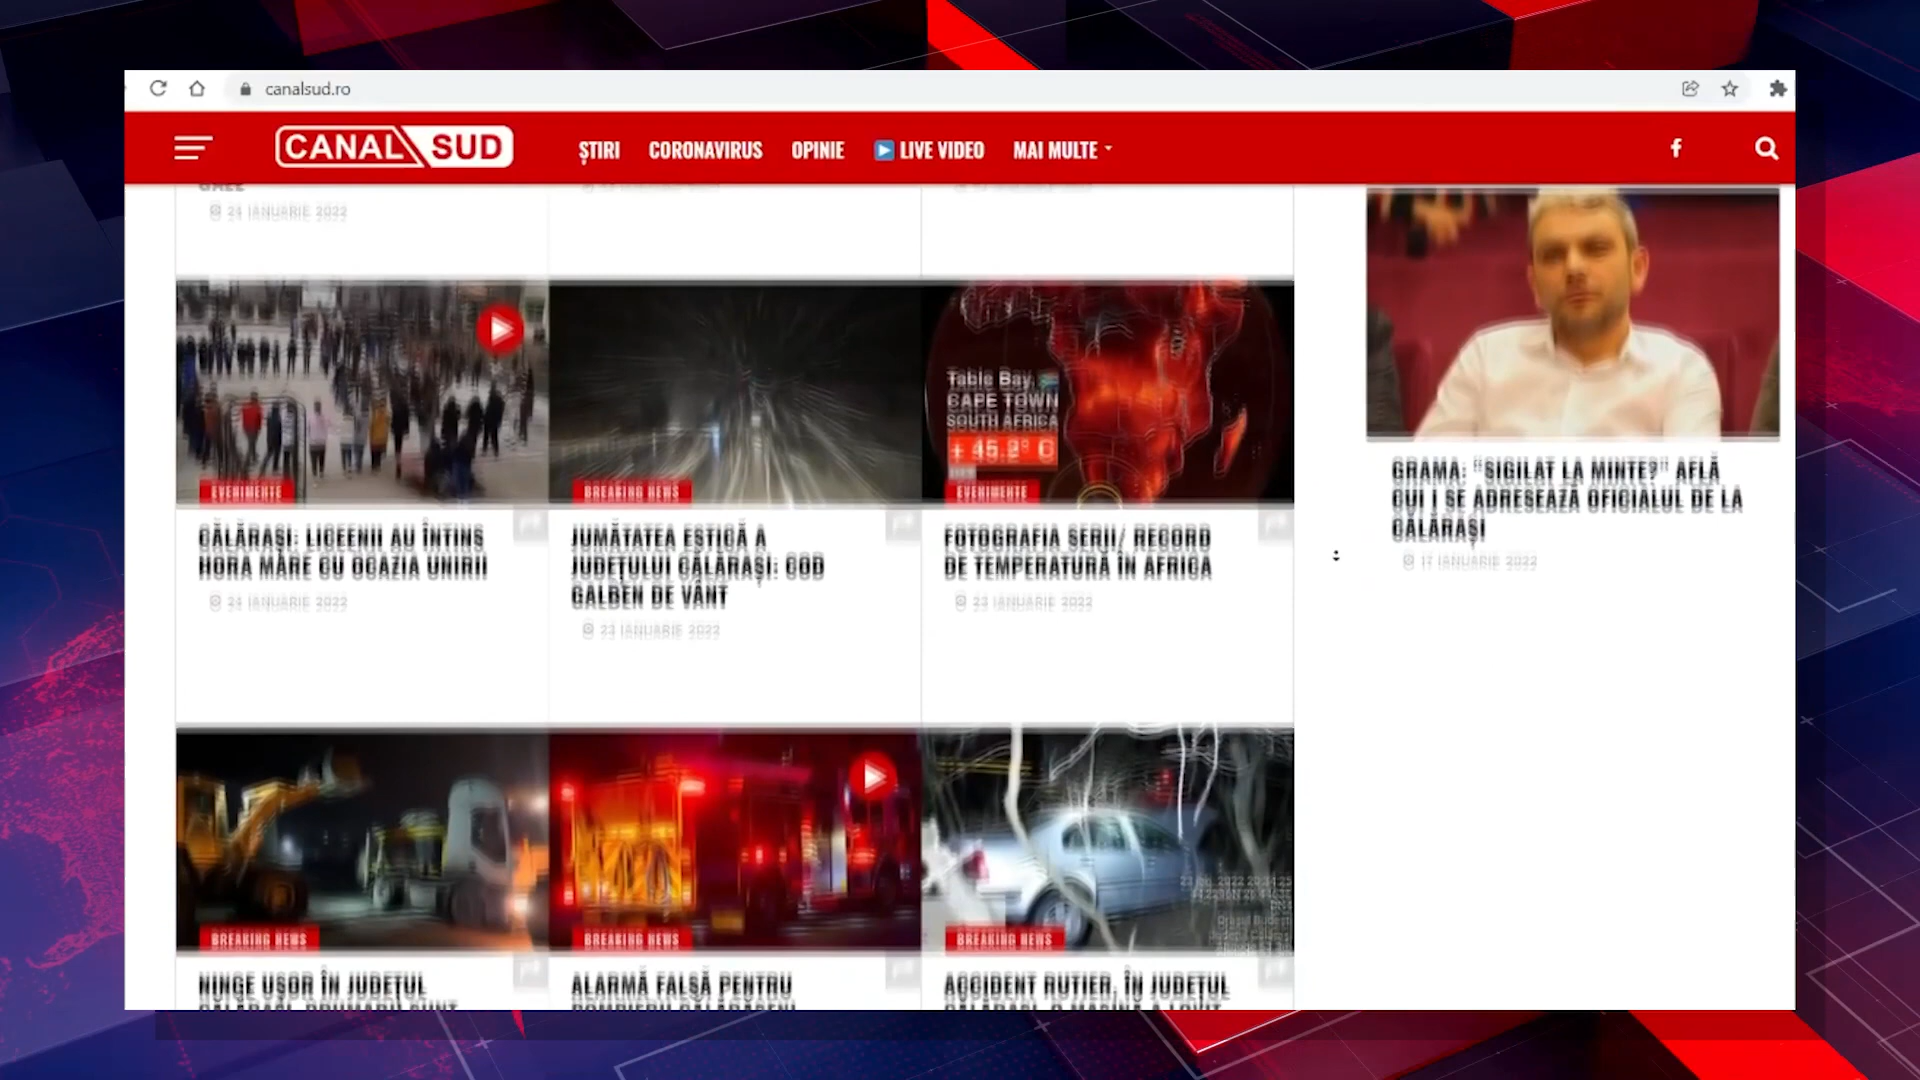 canalsud.ro
CANAL SUD
ȘTIRI
CORONAVIRUS
OPINIE
LIVE VIDEO
MAI MULTE
24 IANUARIE 2022
EVENIMENTE
CĂLĂRAȘI: LICEENII AU ÎNTINS
HORA MARE CU OCAZIA UNIRII
24 IANUARIE 2022
BREAKING NEWS
JUMĂTATEA ESTICĂ A
JUDEȚULUI CĂLĂRAȘI: COD
GALBEN DE VÂNT
23 IANUARIE 2022
Table Bay,
CAPE TOWN
SOUTH AFRICA
EVENIMENTE
FOTOGRAFIA SERII/ RECORD
DE TEMPERATURĂ ÎN AFRICA
23 IANUARIE 2022
GRAMA: "SIGILAT LA MINTE?" AFLĂ
CUI I SE ADRESEAZĂ OFICIALUL DE LA
CĂLĂRAȘI
17 IANUARIE 2022
BREAKING NEWS
NINGE UȘOR ÎN JUDEȚUL
BREAKING NEWS
ALARMĂ FALSĂ PENTRU
BREAKING NEWS
ACCIDENT RUTIER, ÎN JUDEȚUL